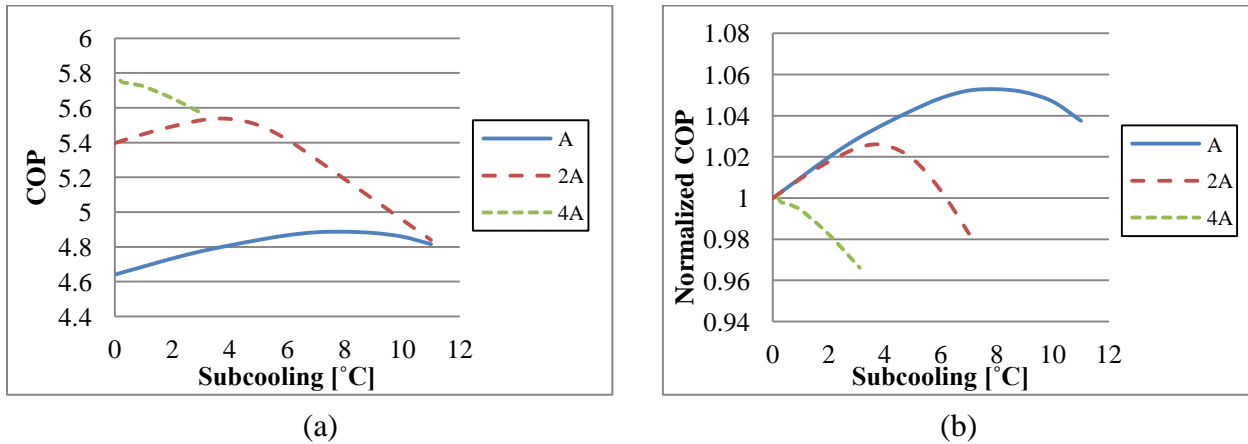 COP
6
5.8
5.6
5.4
5.2
5
4.8
4.6
4.4
0 2 4 6 8 10 12
Subcooling [˚C]
A
2A
4A
(a)
Normalized COP
1.08
1.06
1.04
1.02
1
0.98
0.96
0.94
0 2 4 6 8 10 12
Subcooling [˚C]
A
2A
4A
(b)